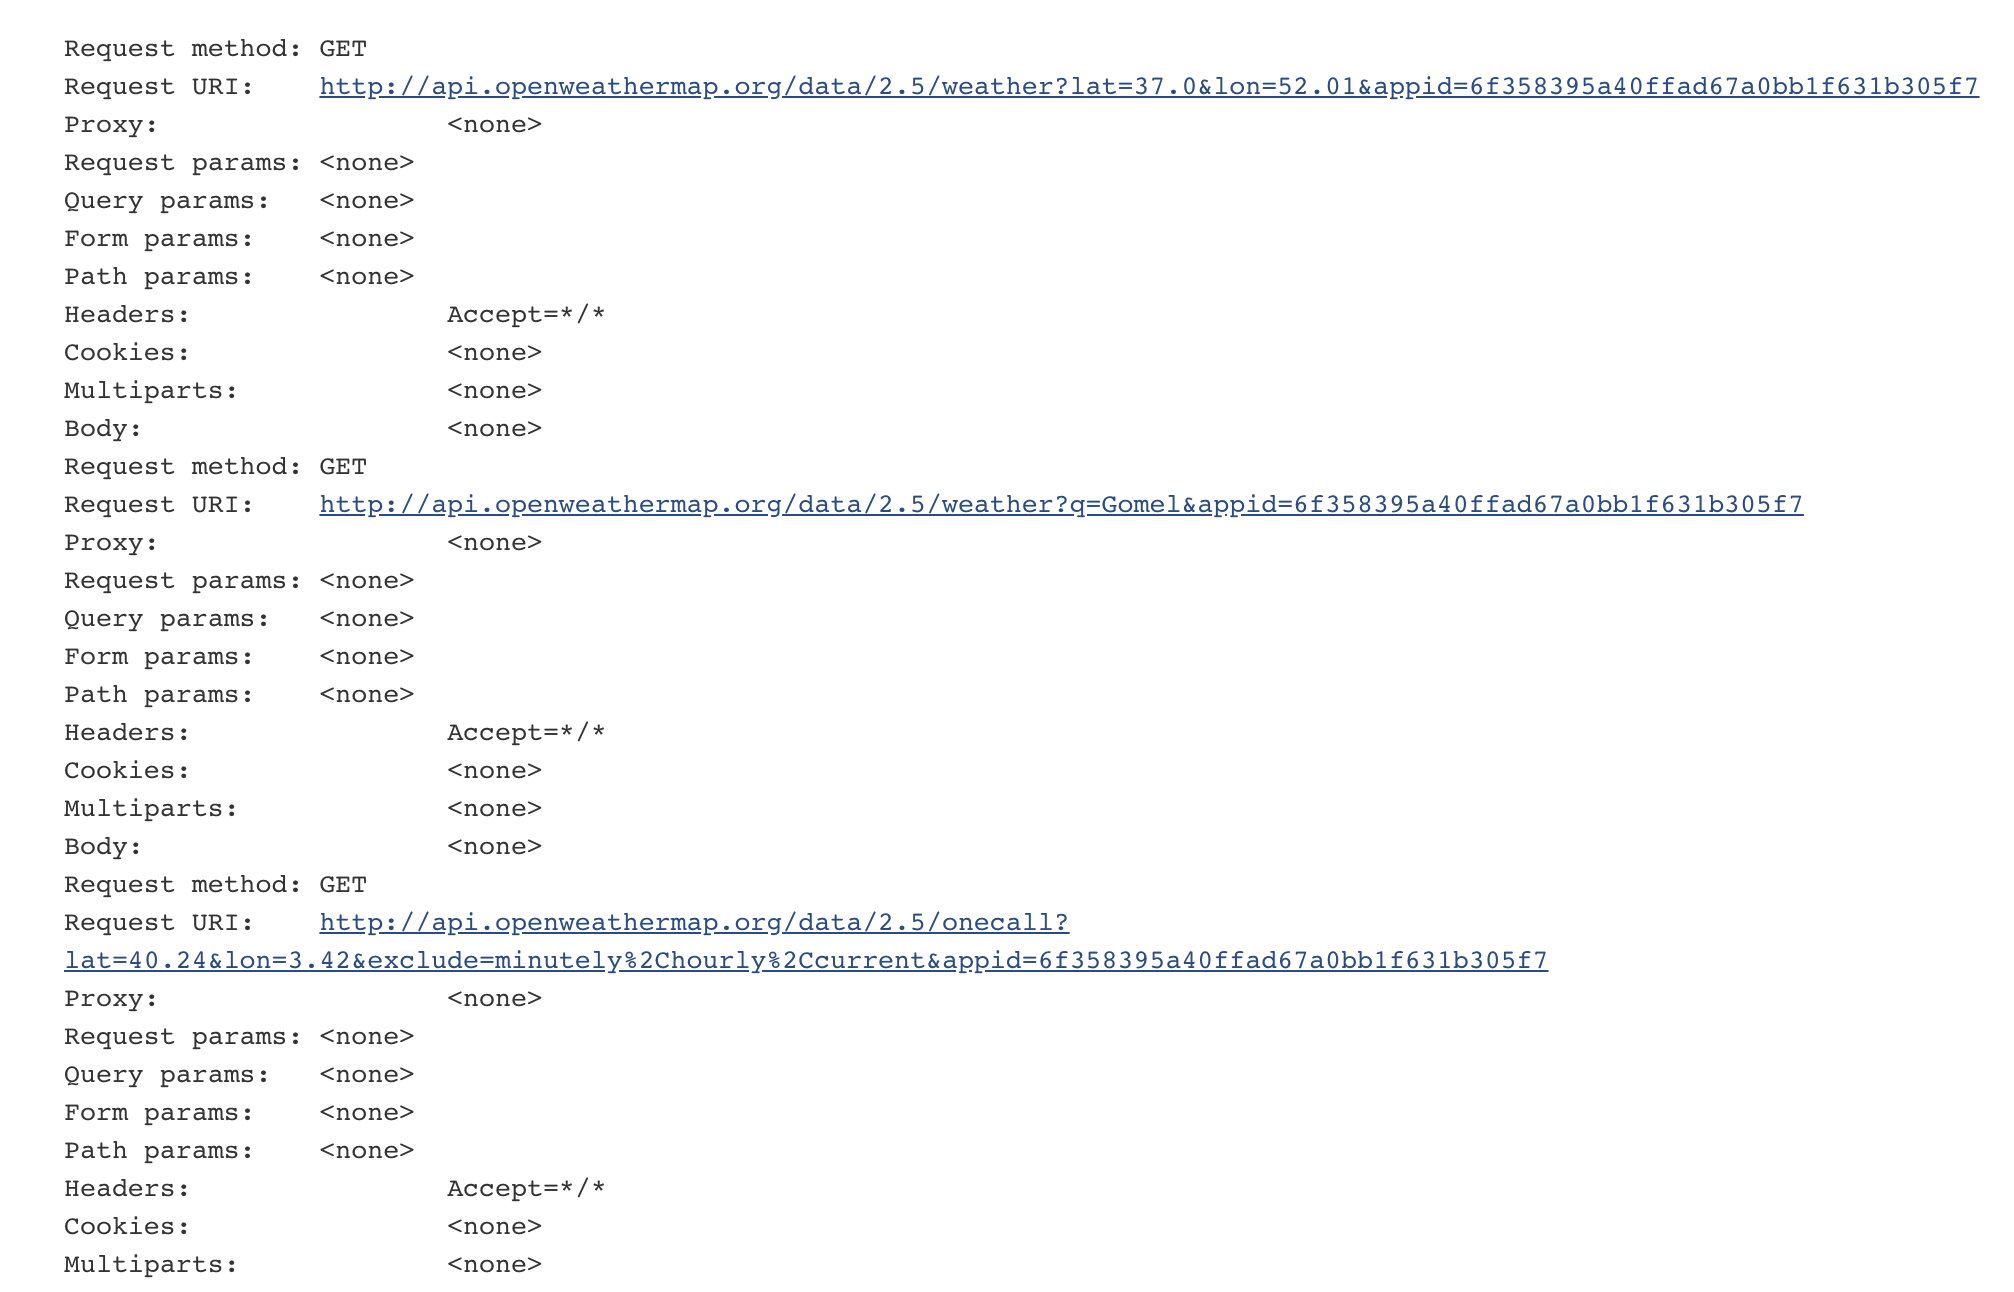 Request method: GET
Request URI: http://api.openweathermap.org/data/2.5/weather?lat=37.0&lon=52.01&appid=6f358395a40ffad67a0bb1f631b305f7
Proxy: <none>
Request params: <none>
Query params: <none>
Form params: <none>
Path params: <none>
Headers: Accept=*/*
Cookies: <none>
Multiparts: <none>
Body: <none>
Request method: GET
Request URI: http://api.openweathermap.org/data/2.5/weather?q=Gomel&appid=6f358395a40ffad67a0bb1f631b305f7
Proxy: <none>
Request params: <none>
Query params: <none>
Form params: <none>
Path params: <none>
Headers: Accept=*/*
Cookies: <none>
Multiparts: <none>
Body: <none>
Request method: GET
Request URI: http://api.openweathermap.org/data/2.5/onecall?
lat=40.24&lon=3.42&exclude=minutely%2Chourly%2Ccurrent&appid=6f358395a40ffad67a0bb1f631b305f7
Proxy: <none>
Request params: <none>
Query params: <none>
Form params: <none>
Path params: <none>
Headers: Accept=*/*
Cookies: <none>
Multiparts: <none>